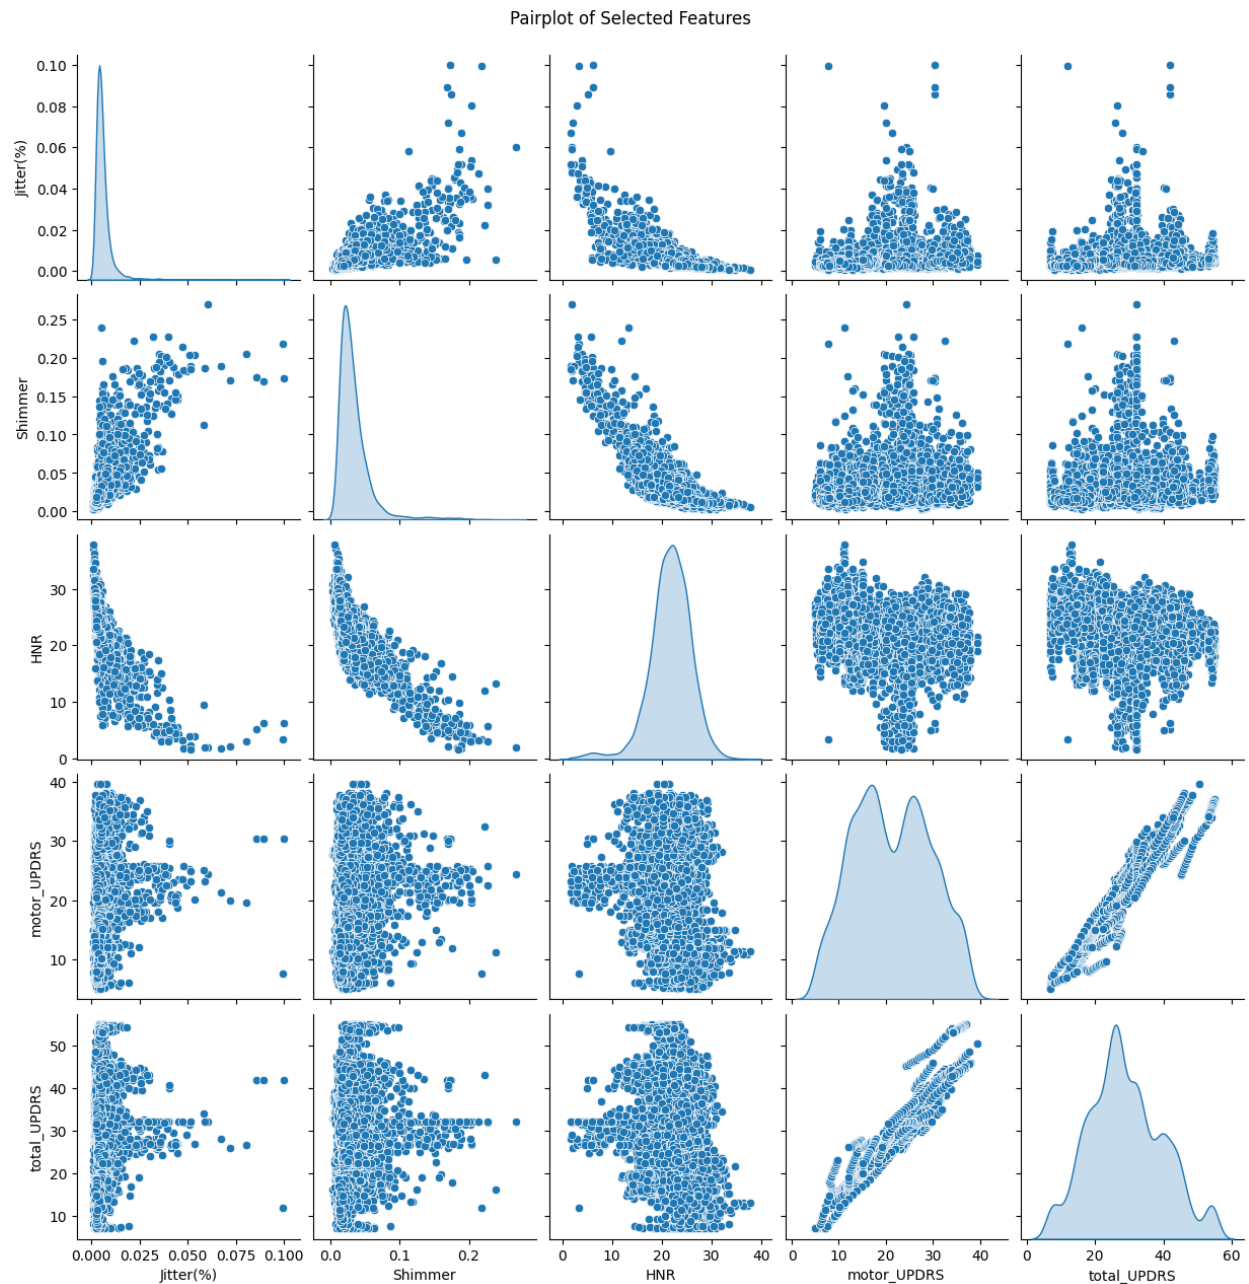 Pairplot of Selected Features
0.10
0.08
0.06
0.04
0.02
0.00
Jitter(%)
0.25
0.20
0.15
0.10
0.05
0.00
Shimmer
30
20
10
0
HNR
40
30
20
10
motor_UPDRS
50
40
30
20
10
total_UPDRS
0.000 0.025 0.050 0.075 0.100
0.0 0.1 0.2
0 10 20 30 40
0 10 20 30 40
0 20 40 60
Jitter(%) Shimmer HNR motor_UPDRS total_UPDRS